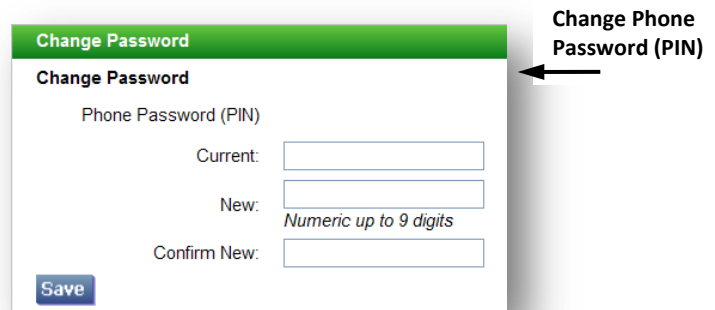 Change Password
Change Password
Phone Password (PIN)
Current:
New:
Numeric up to 9 digits
Confirm New:
Save
Change Phone
Password (PIN)